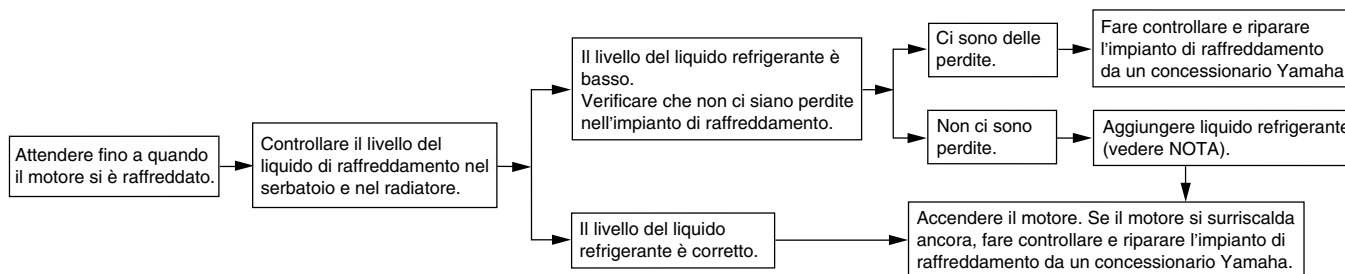 Attendere fino a quando
il motore si è raffreddato.
Controllare il livello del
liquido di raffreddamento nel
serbatoio e nel radiatore.
Il livello del liquido refrigerante è
basso.
Verificare che non ci siano perdite
nell’impianto di raffreddamento.
Ci sono delle
perdite.
Fare controllare e riparare
l’impianto di raffreddamento
da un concessionario Yamaha.
Non ci sono
perdite.
Aggiungere liquido refrigerante
(vedere NOTA).
Il livello del liquido
refrigerante è corretto.
Accendere il motore. Se il motore si surriscalda
ancora, fare controllare e riparare l’impianto di
raffreddamento da un concessionario Yamaha.